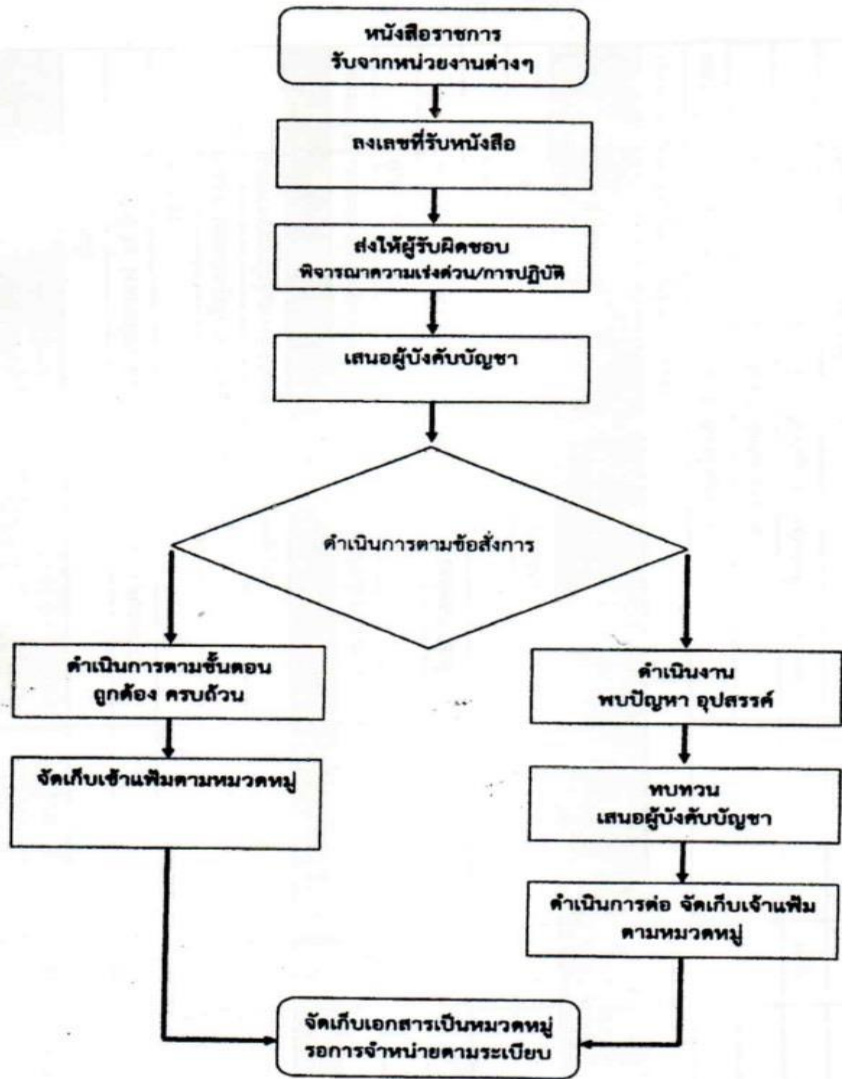 หนังสือราชการ
รับจากหน่วยงานต่างๆ
ลงเลขที่รับหนังสือ
ส่งให้ผู้รับผิดชอบ
พิจารณาความเร่งด่วน/การปฏิบัติ
เสนอผู้บังคับบัญชา
ดำเนินการตามข้อสั่งการ
ดำเนินการตามขั้นตอน
ถูกต้อง ครบถ้วน
จัดเก็บเข้าแฟ้มตามหมวดหมู่
ดำเนินงาน
พบปัญหา อุปสรรค์
ทบทวน
เสนอผู้บังคับบัญชา
ดำเนินการต่อ จัดเก็บเจ้าแฟ้ม
ตามหมวดหมู่
จัดเก็บเอกสารเป็นหมวดหมู่
รอการจำหน่ายตามระเบียบ